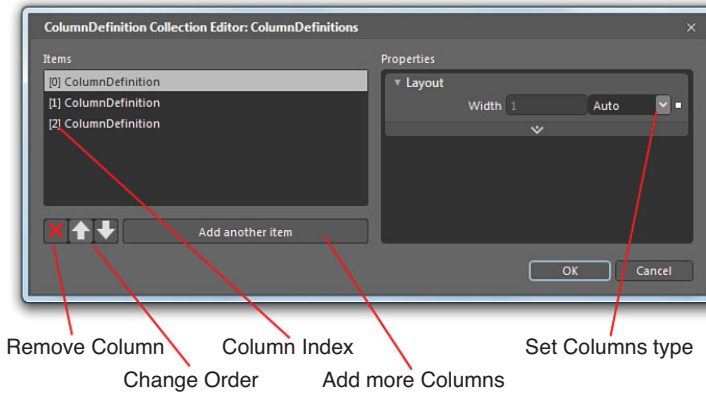 ColumnDefinition Collection Editor: ColumnDefinitions
Items
[0] ColumnDefinition
[1] ColumnDefinition
[2] ColumnDefinition
Add another item
Properties
Layout
Width 1 Auto
OK Cancel
Remove Column Column Index Set Columns type
Change Order Add more Columns